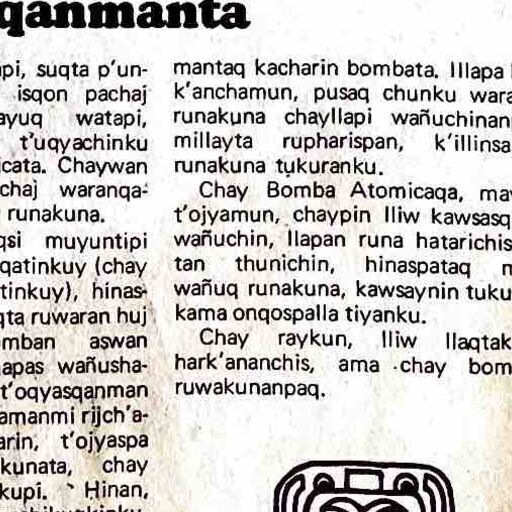 qanmanta
api, suqta p'un-
isqon pachaj
ayuq watapi,
t'uqyachinku
icata. Chaywan
chaj waranqa-
runakuna.
qsi muyuntipi
qatinkuy (chay
tinkuy), hinas-
qta ruwaran huj
mban aswan
apas wañusha-
t'oqyasqanman
amanmi rijch'a-
arin, t'ojyaspa
kunata, chay
kupi. Hinan,
mantaq kacharin bombata. Illapa
k'anchamun, pusaq chunku wara
runakuna chayllapi wañuchinan
millayta rupharispan, k'illinsa
runakuna tukuranku.
Chay Bomba Atomicaqa, may
t'ojyamun, chaypin lliw kawsasq
wañuchin, llapan runa hatarichis
tan thunichin, hinaspataq
wañuq runakuna, kawsaynin tuku
kama onqospalla tiyanku.
Chay raykun, lliw llaqtak
hark'ananchis, ama chay bom
ruwakunanpaq.